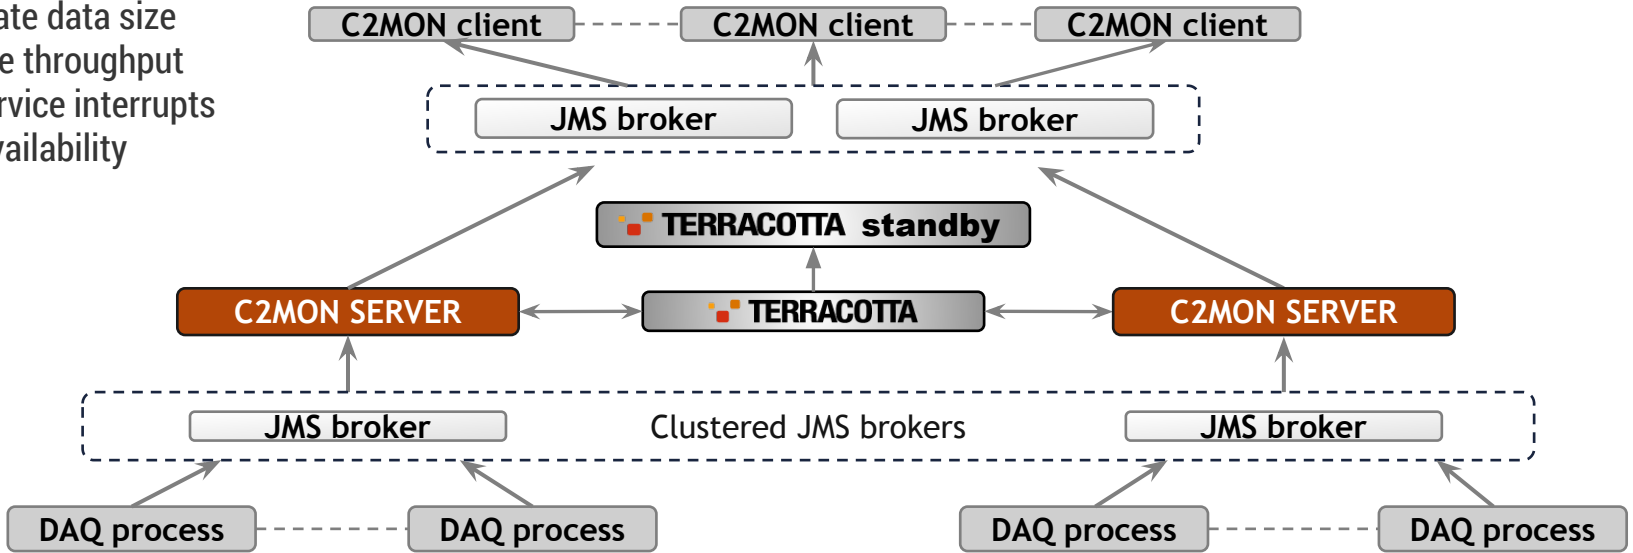 ate data size
e throughput
rvice interrupts
vailability
C2MON client
C2MON client
C2MON client
JMS broker
JMS broker
TERRACOTTA standby
C2MON SERVER
TERRACOTTA
C2MON SERVER
JMS broker
Clustered JMS brokers
JMS broker
DAQ process
DAQ process
DAQ process
DAQ process